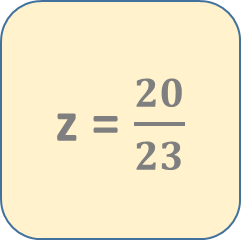 z = 20/23